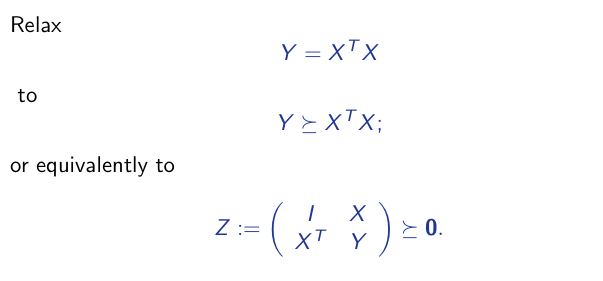 Relax
Y = X^T X
to
Y ⪰ X^T X;
or equivalently to
Z := ( I X
X^T Y ) ⪰ 0.